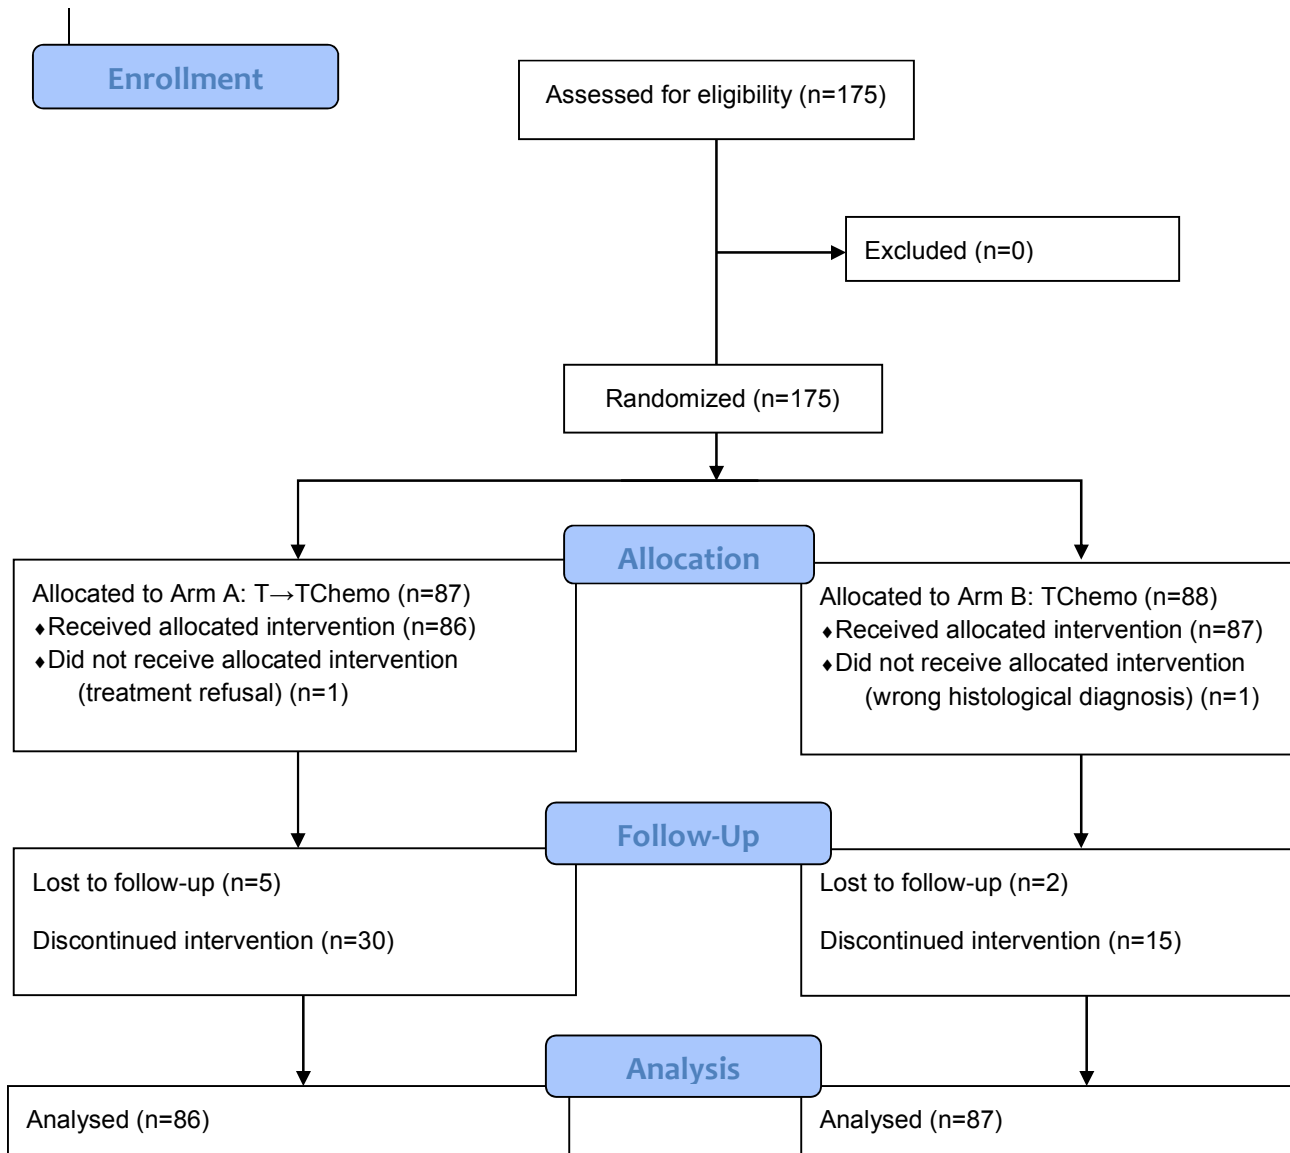 Enrollment
Assessed for eligibility (n=175)
Excluded (n=0)
Randomized (n=175)
Allocation
Allocated to Arm A: T→TChemo (n=87)
♦Received allocated intervention (n=86)
♦Did not receive allocated intervention
(treatment refusal) (n=1)
Allocated to Arm B: TChemo (n=88)
♦Received allocated intervention (n=87)
♦Did not receive allocated intervention
(wrong histological diagnosis) (n=1)
Follow-Up
Lost to follow-up (n=5)
Discontinued intervention (n=30)
Lost to follow-up (n=2)
Discontinued intervention (n=15)
Analysis
Analysed (n=86)
Analysed (n=87)